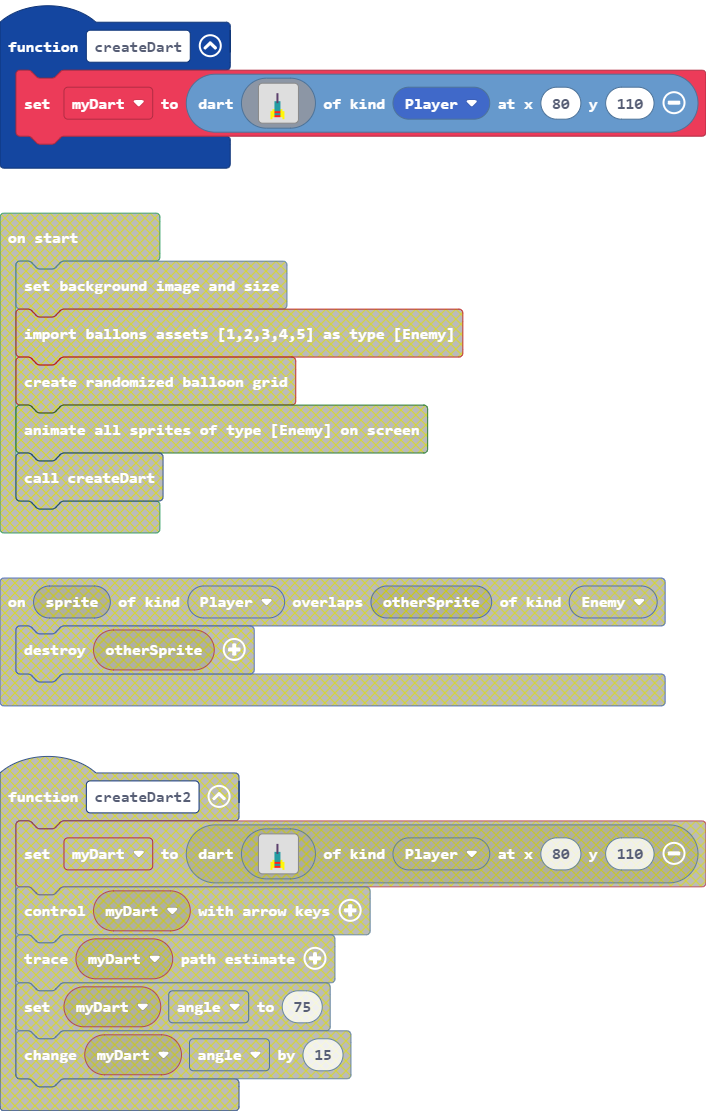 function createDart
set myDart to dart of kind Player at x 80 y 110
on start
set background image and size
import ballons assets [1,2,3,4,5] as type [Enemy]
create randomized balloon grid
animate all sprites of type [Enemy] on screen
call createDart
on sprite of kind Player overlaps otherSprite of kind Enemy
destroy otherSprite
function createDart2
set myDart to dart of kind Player at x 80 y 110
control myDart with arrow keys
trace myDart path estimate
set myDart angle to 75
change myDart angle by 15